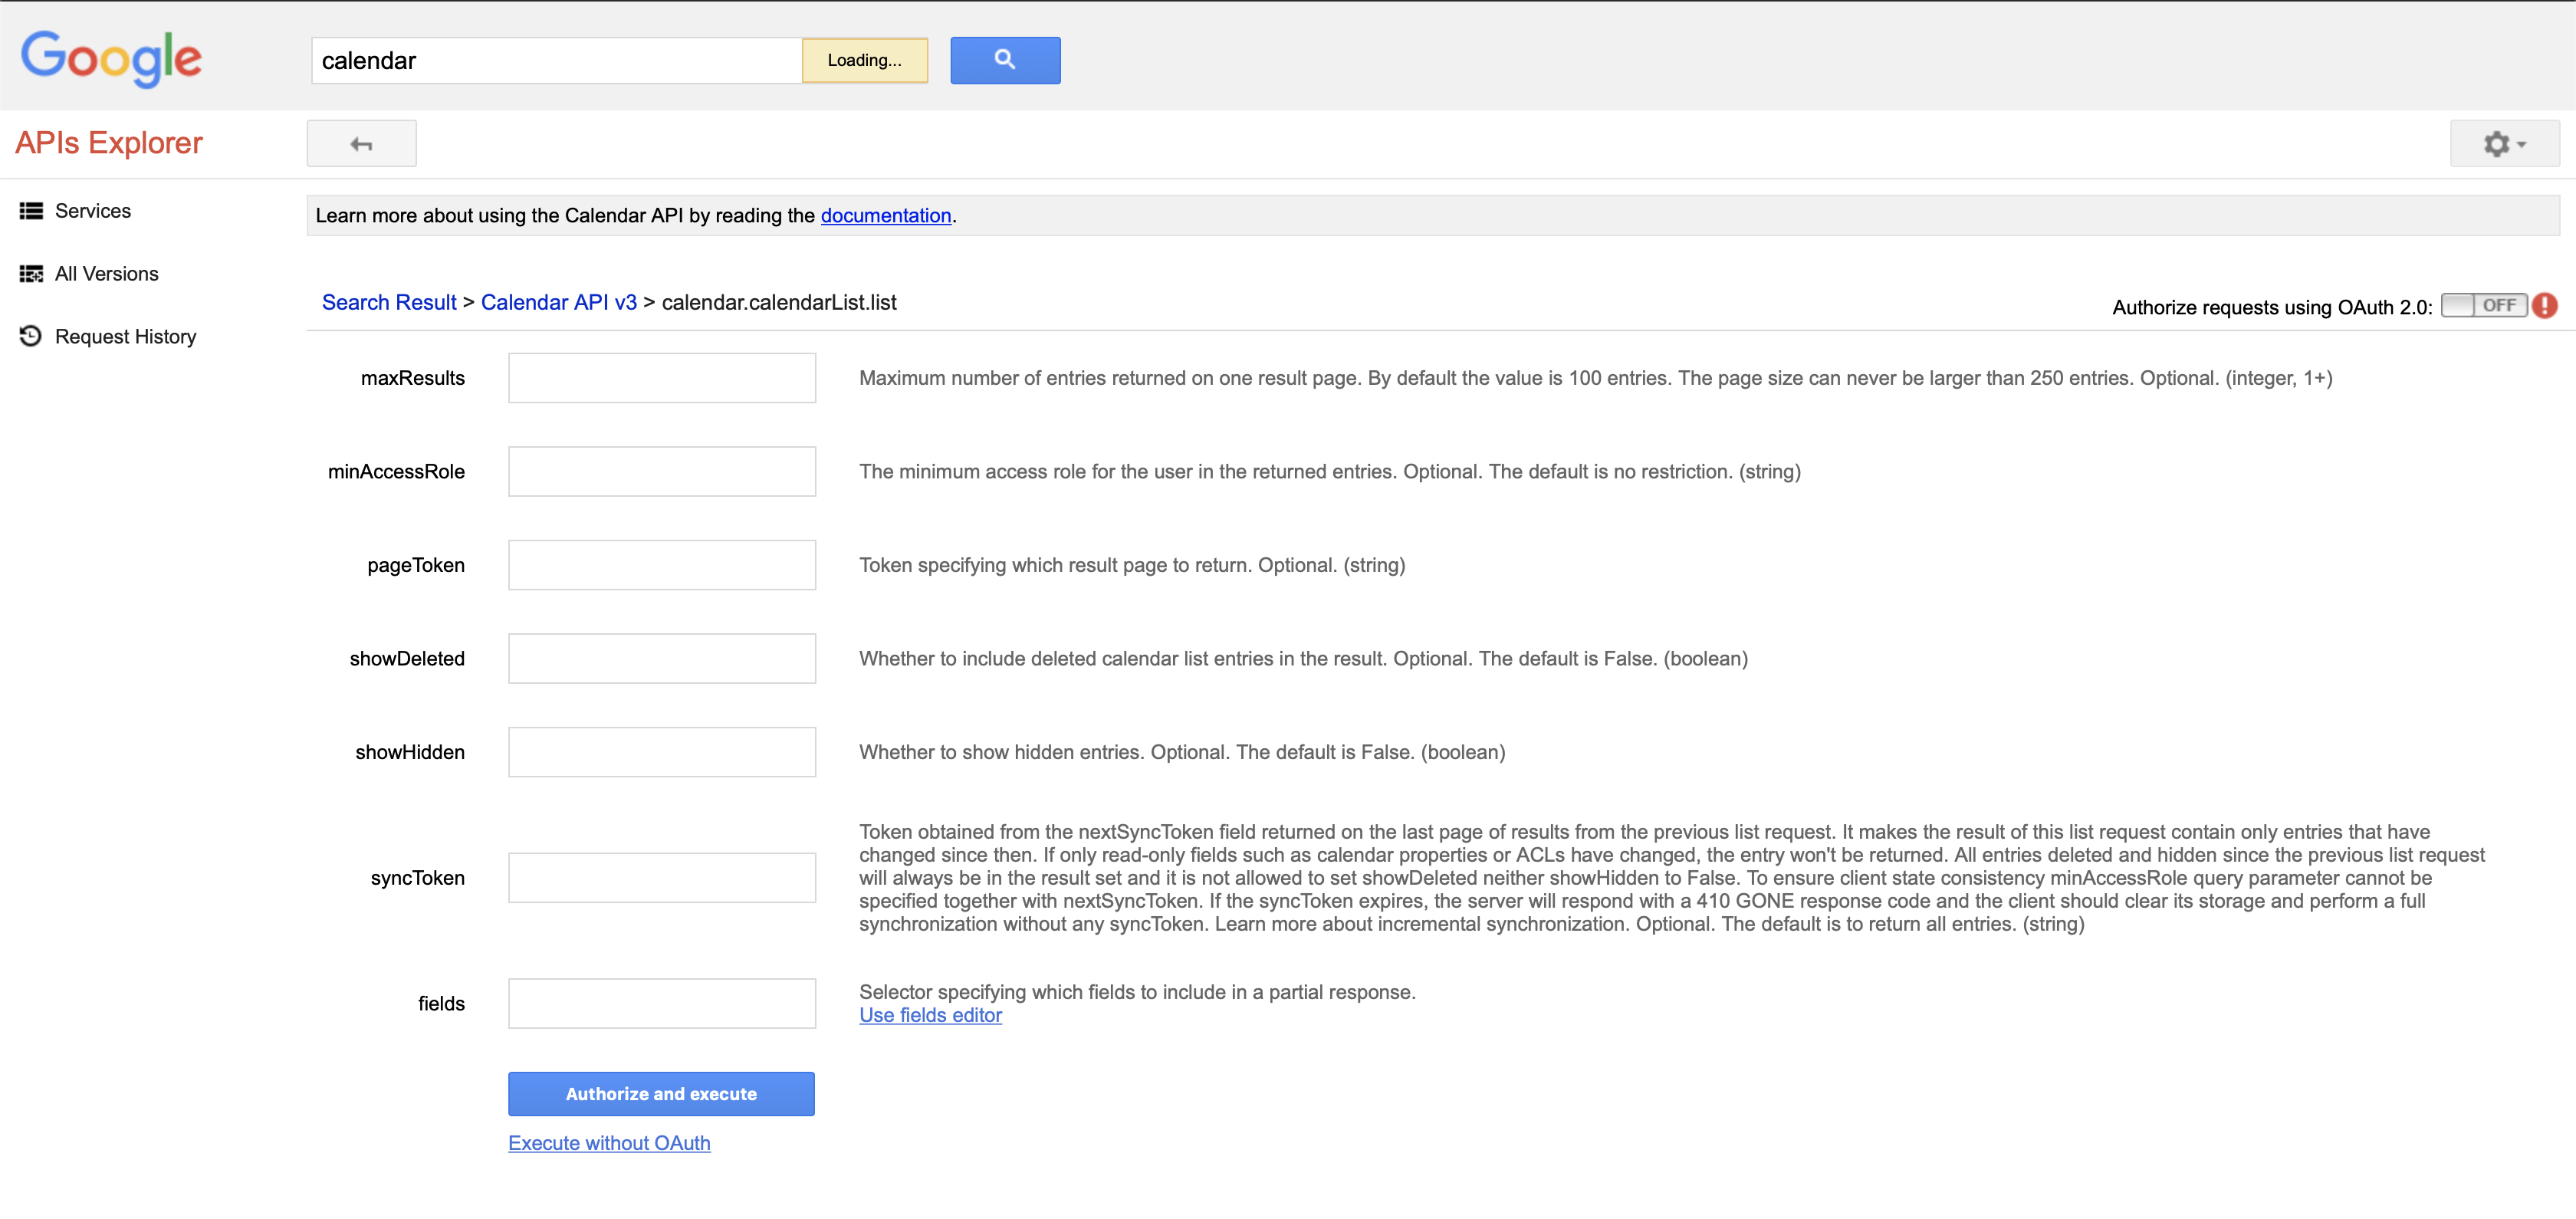 Google
calendar
Loading...
APIs Explorer
Services
All Versions
Request History
Learn more about using the Calendar API by reading the documentation.
Search Result > Calendar API v3 > calendar.calendarList.list
Authorize requests using OAuth 2.0: OFF
maxResults
Maximum number of entries returned on one result page. By default the value is 100 entries. The page size can never be larger than 250 entries. Optional. (integer, 1+)
minAccessRole
The minimum access role for the user in the returned entries. Optional. The default is no restriction. (string)
pageToken
Token specifying which result page to return. Optional. (string)
showDeleted
Whether to include deleted calendar list entries in the result. Optional. The default is False. (boolean)
showHidden
Whether to show hidden entries. Optional. The default is False. (boolean)
syncToken
Token obtained from the nextSyncToken field returned on the last page of results from the previous list request. It makes the result of this list request contain only entries that have
changed since then. If only read-only fields such as calendar properties or ACLs have changed, the entry won't be returned. All entries deleted and hidden since the previous list request
will always be in the result set and it is not allowed to set showDeleted neither showHidden to False. To ensure client state consistency minAccessRole query parameter cannot be
specified together with nextSyncToken. If the syncToken expires, the server will respond with a 410 GONE response code and the client should clear its storage and perform a full
synchronization without any syncToken. Learn more about incremental synchronization. Optional. The default is to return all entries. (string)
fields
Selector specifying which fields to include in a partial response.
Use fields editor
Authorize and execute
Execute without OAuth